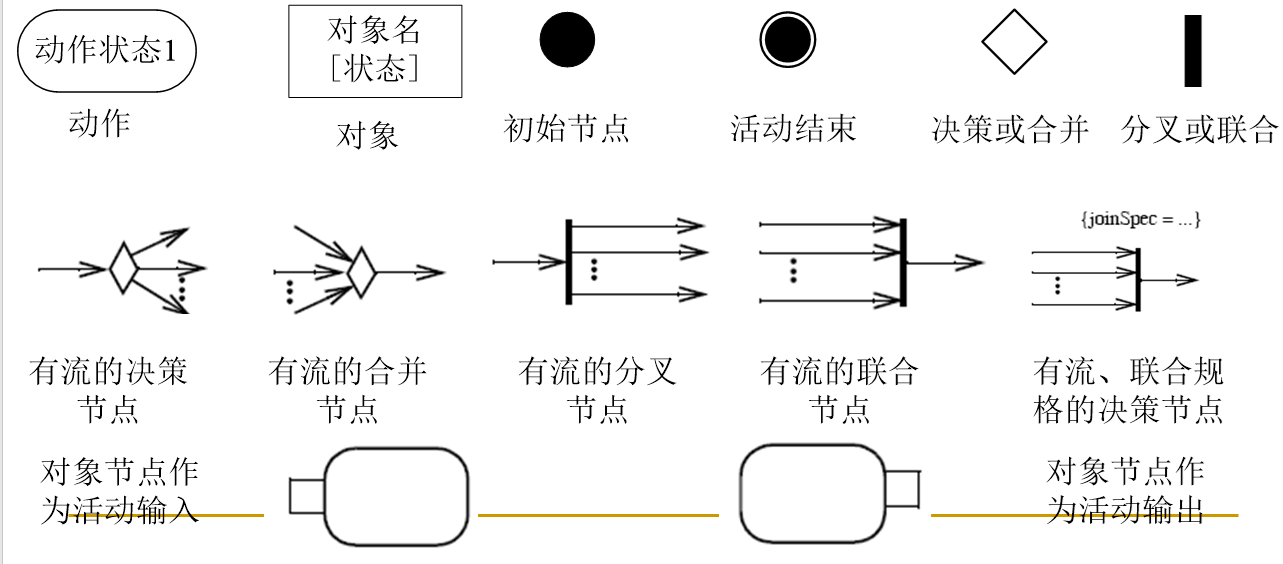 动作状态1
对象名
[状态]
动作
对象
初始节点
活动结束
决策或合并
分叉或联合
{joinSpec = ...}
有流的决策
节点
有流的合并
节点
有流的分叉
节点
有流的联合
节点
有流、联合规
格的决策节点
对象节点作
为活动输入
对象节点作
为活动输出